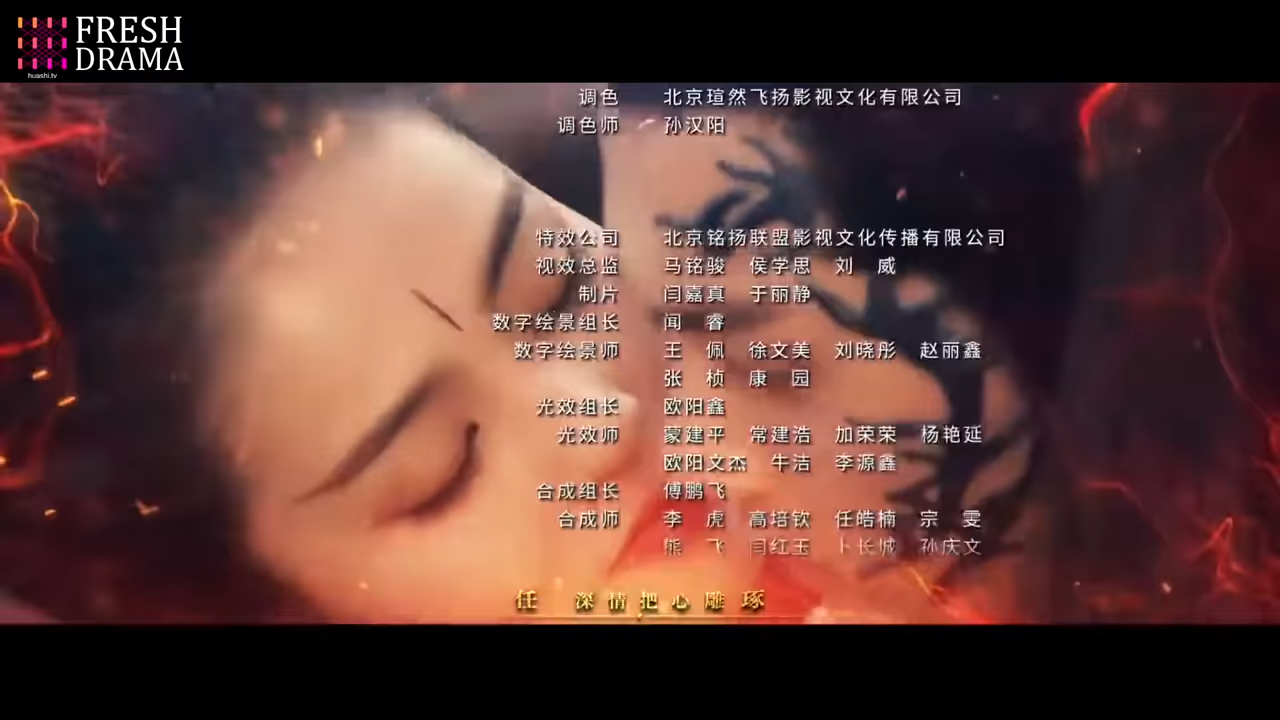 FRESH
DRAMA
huashi.tv
调色 北京瑄然飞扬影视文化有限公司
调色师 孙汉阳
特效公司 北京铭扬联盟影视文化传播有限公司
视效总监 马铭骏 侯学思 刘 威
制片 闫嘉真 于丽静
数字绘景组长 闻 睿
数字绘景师 王 佩 徐文美 刘晓彤 赵丽鑫
张 桢 康 园
光效组长 欧阳鑫
光效师 蒙建平 常建浩 加荣荣 杨艳延
欧阳文杰 牛洁 李源鑫
合成组长 傅鹏飞
合成师 李 虎 高培钦 任皓楠 宗 雯
熊 飞 闫红玉 卜长城 孙庆文
任 深情把心雕琢